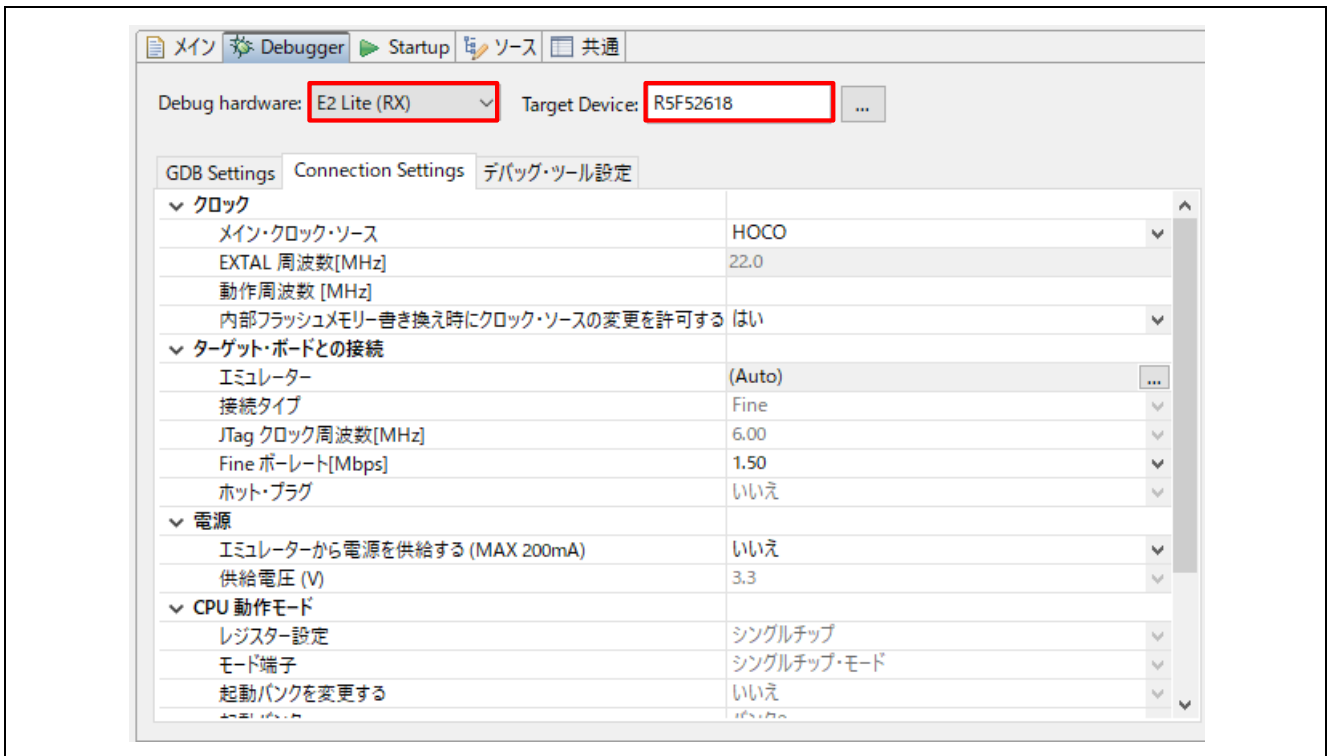 メイン Debugger Startup ソース 共通
Debug hardware: E2 Lite (RX) Target Device: R5F52618 ...
GDB Settings Connection Settings デバッグ・ツール設定
クロック
メイン・クロック・ソース HOCO
EXTAL 周波数[MHz] 22.0
動作周波数 [MHz]
内部フラッシュメモリー書き換え時にクロック・ソースの変更を許可する はい
ターゲット・ボードとの接続
エミュレーター (Auto) ...
接続タイプ Fine
JTag クロック周波数[MHz] 6.00
Fine ボーレート[Mbps] 1.50
ホット・プラグ いいえ
電源
エミュレーターから電源を供給する (MAX 200mA) いいえ
供給電圧 (V) 3.3
CPU 動作モード
レジスター設定 シングルチップ
モード端子 シングルチップ・モード
起動バンクを変更する いいえ